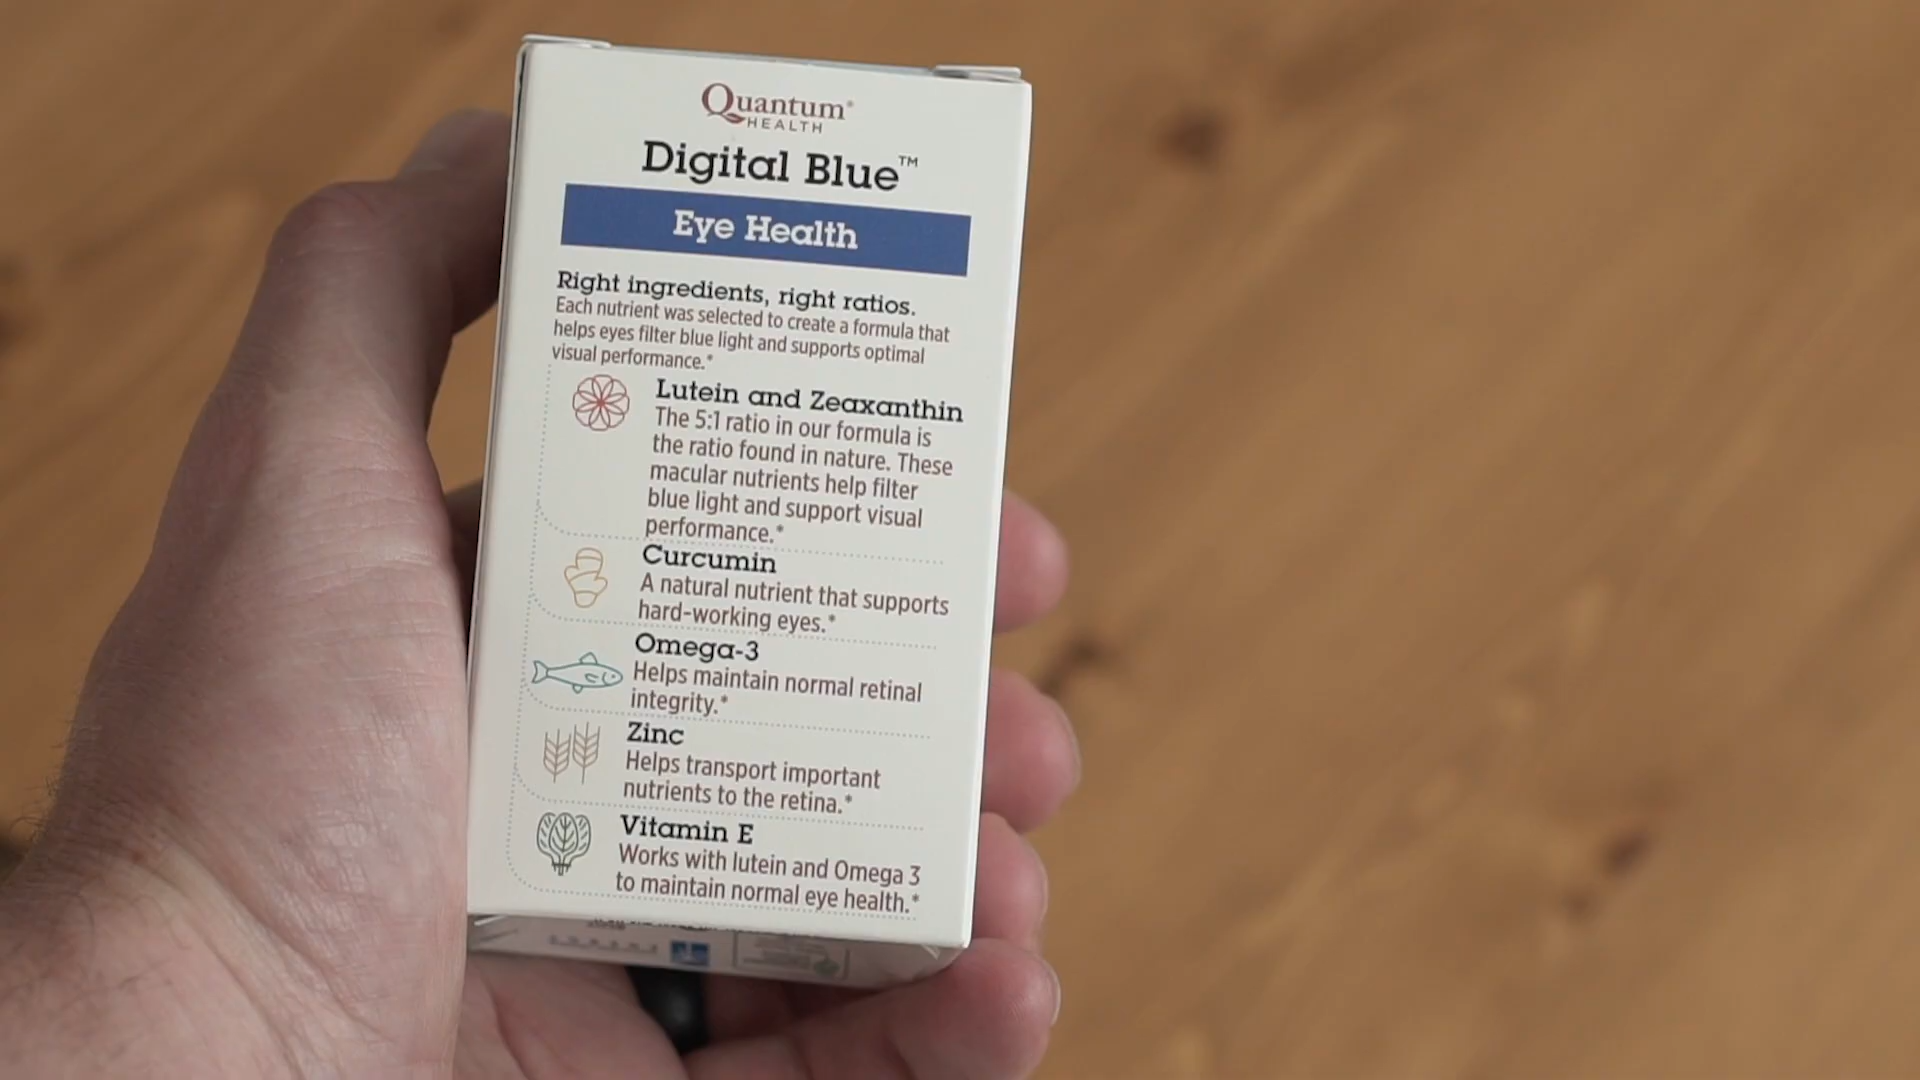 Quantum®
HEALTH
Digital Blue™
Eye Health
Right ingredients, right ratios.
Each nutrient was selected to create a formula that
helps eyes filter blue light and supports optimal
visual performance.*
Lutein and Zeaxanthin
The 5:1 ratio in our formula is
the ratio found in nature. These
macular nutrients help filter
blue light and support visual
performance.*
Curcumin
A natural nutrient that supports
hard-working eyes.*
Omega-3
Helps maintain normal retinal
integrity.*
Zinc
Helps transport important
nutrients to the retina.*
Vitamin E
Works with lutein and Omega 3
to maintain normal eye health.*